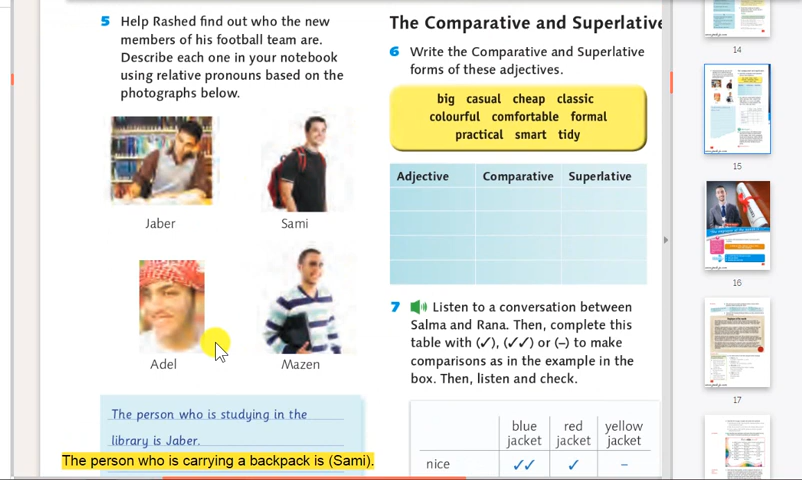 5 Help Rashed find out who the new
members of his football team are.
Describe each one in your notebook
using relative pronouns based on the
photographs below.
Jaber
Sami
Adel
Mazen
The person who is studying in the
library is Jaber.
The person who is carrying a backpack is (Sami).
The Comparative and Superlative
6 Write the Comparative and Superlative
forms of these adjectives.
big casual cheap classic
colourful comfortable formal
practical smart tidy
Adjective Comparative Superlative
7 Listen to a conversation between
Salma and Rana. Then, complete this
table with (✓), (✓✓) or (–) to make
comparisons as in the example in the
box. Then, listen and check.
blue jacket red jacket yellow jacket
nice ✓✓ ✓ –
14
15
16
17